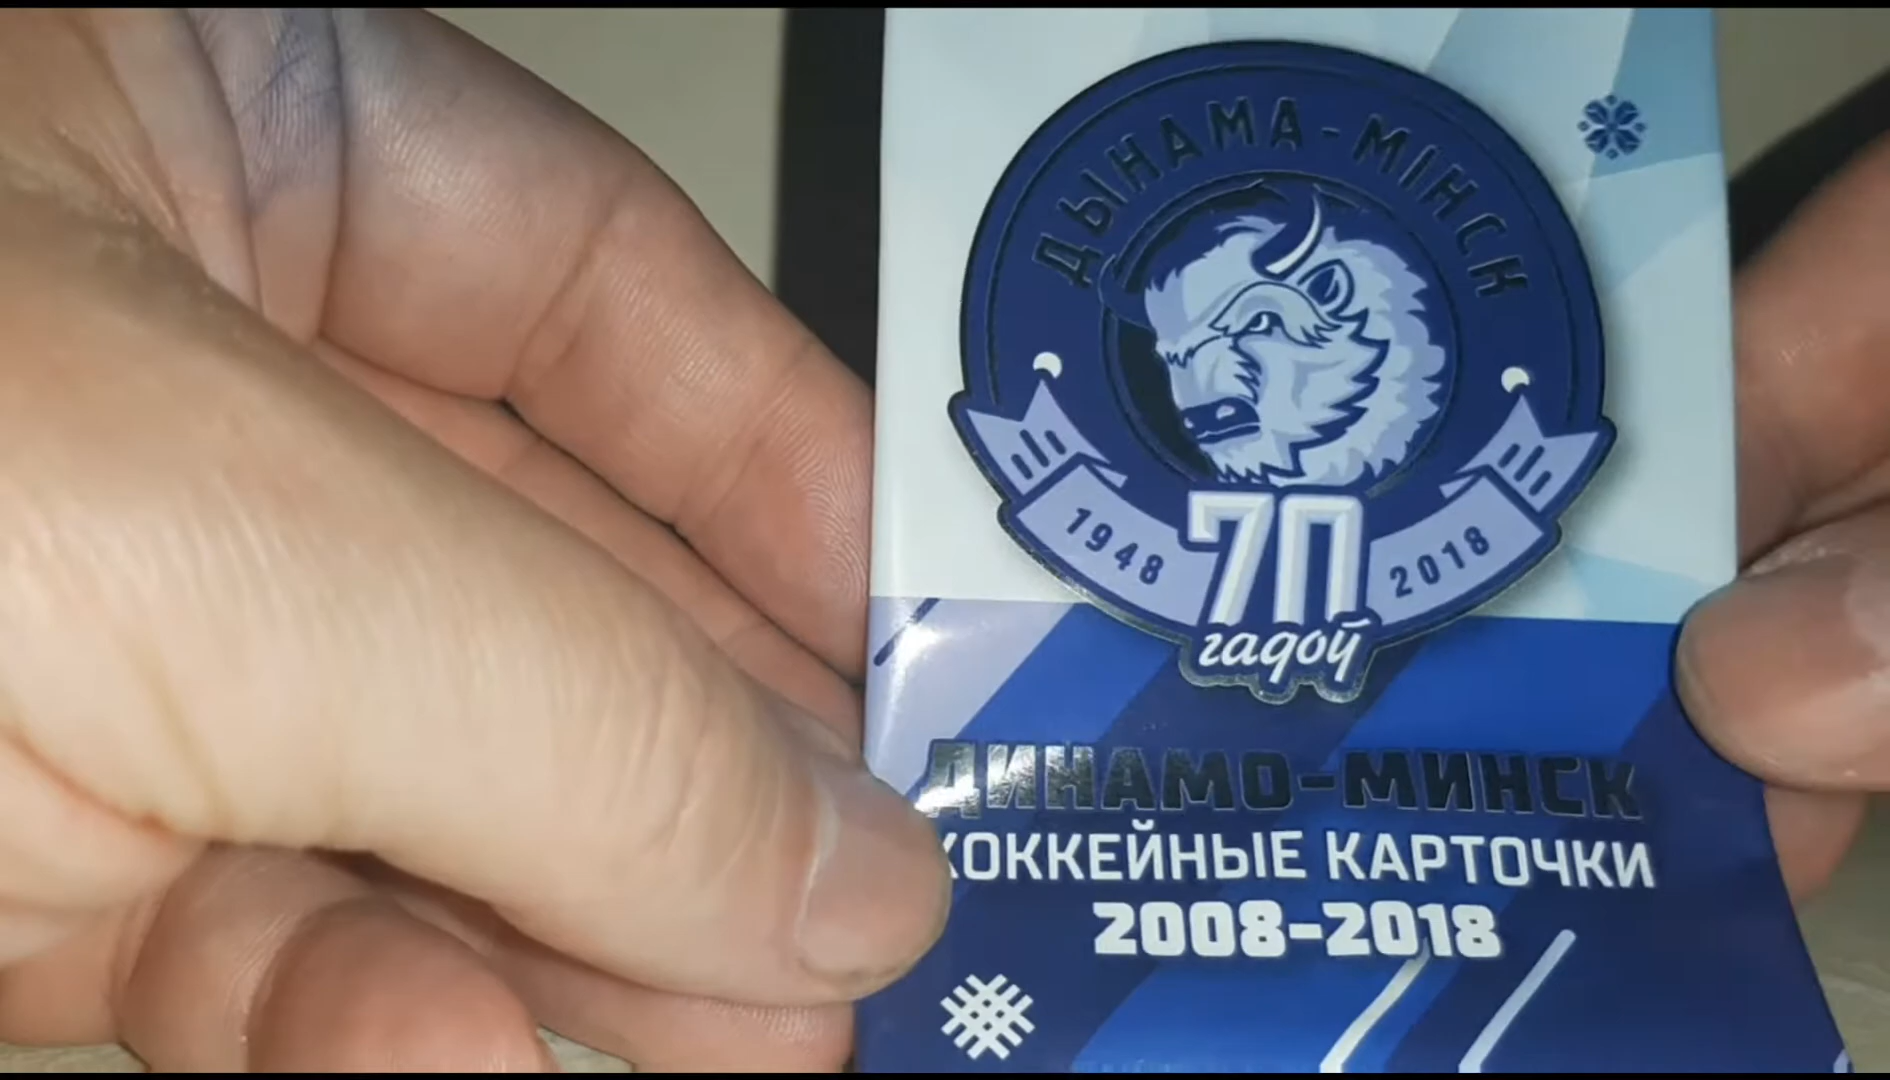 ДЫНАМА-МІНСК
1948
2018
70
гадоў
ДИНАМО-МИНСК
ХОККЕЙНЫЕ КАРТОЧКИ
2008-2018